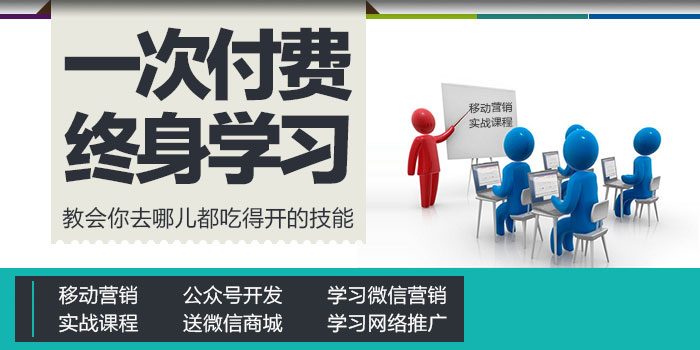 一次付费
终身学习
教会你去哪儿都吃得开的技能
移动营销
实战课程
移动营销 公众号开发 学习微信营销
实战课程 送微信商城 学习网络推广